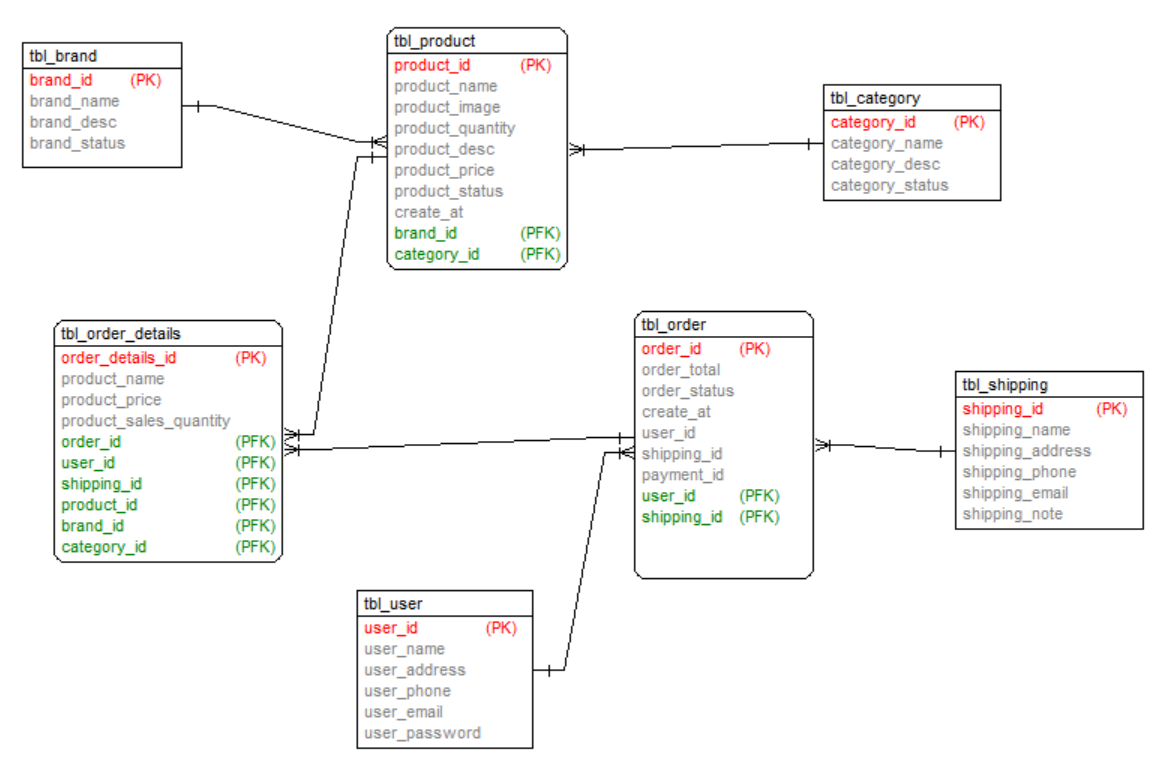 tbl_brand
brand_id (PK)
brand_name
brand_desc
brand_status
tbl_product
product_id (PK)
product_name
product_image
product_quantity
product_desc
product_price
product_status
create_at
brand_id (PFK)
category_id (PFK)
tbl_category
category_id (PK)
category_name
category_desc
category_status
tbl_order_details
order_details_id (PK)
product_name
product_price
product_sales_quantity
order_id (PFK)
user_id (PFK)
shipping_id (PFK)
product_id (PFK)
brand_id (PFK)
category_id (PFK)
tbl_order
order_id (PK)
order_total
order_status
create_at
user_id
shipping_id
payment_id
user_id (PFK)
shipping_id (PFK)
tbl_shipping
shipping_id (PK)
shipping_name
shipping_address
shipping_phone
shipping_email
shipping_note
tbl_user
user_id (PK)
user_name
user_address
user_phone
user_email
user_password